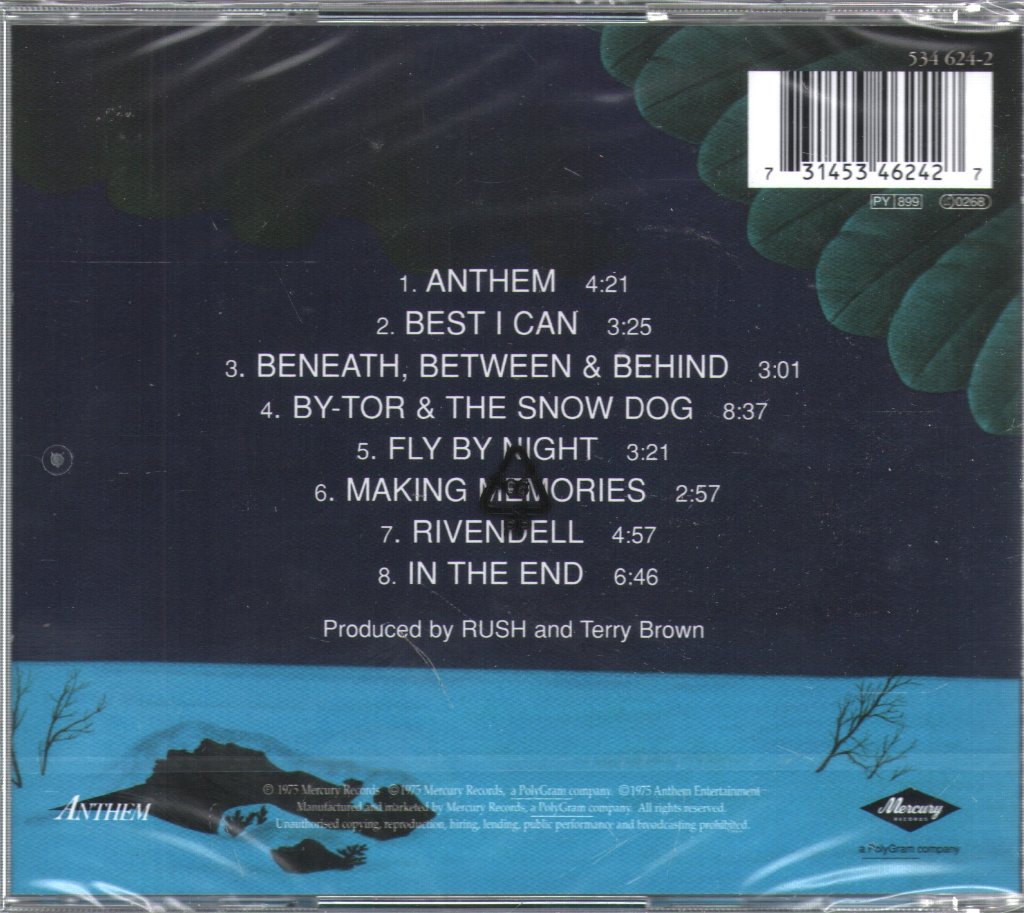 534 624-2
7 31453 46242 7
PY 899 0268
1. ANTHEM 4:21
2. BEST I CAN 3:25
3. BENEATH, BETWEEN & BEHIND 3:01
4. BY-TOR & THE SNOW DOG 8:37
5. FLY BY NIGHT 3:21
6. MAKING MEMORIES 2:57
7. RIVENDELL 4:57
8. IN THE END 6:46
Produced by RUSH and Terry Brown
℗ 1975 Mercury Records ©1975 Mercury Records, a PolyGram company. ©1975 Anthem Entertainment
Manufactured and marketed by Mercury Records, a PolyGram company. All rights reserved.
Unauthorised copying, reproduction, hiring, lending, public performance and broadcasting prohibited.
ANTHEM
Mercury
RECORDS
a PolyGram company